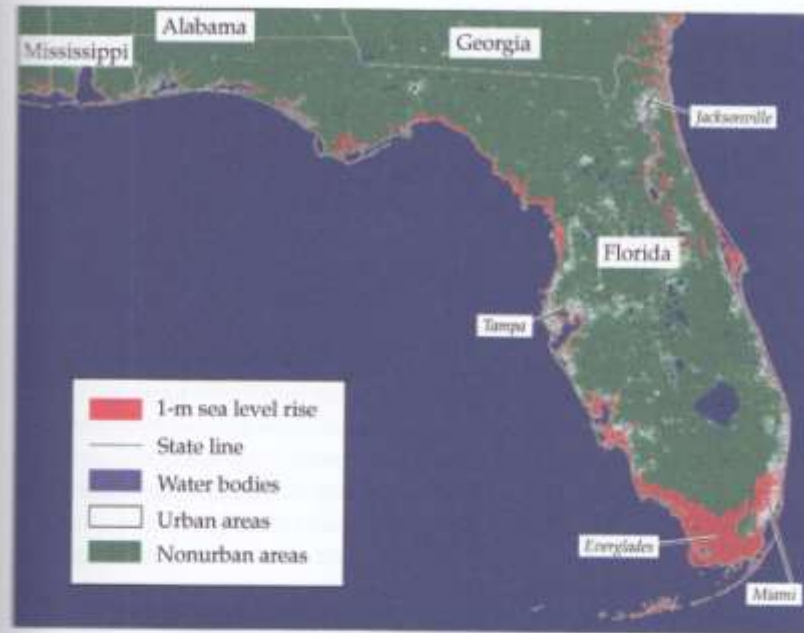 Alabama
Mississippi
Georgia
Jacksonville
Florida
Tampa
1-m sea level rise
State line
Water bodies
Urban areas
Nonurban areas
Everglades
Miami